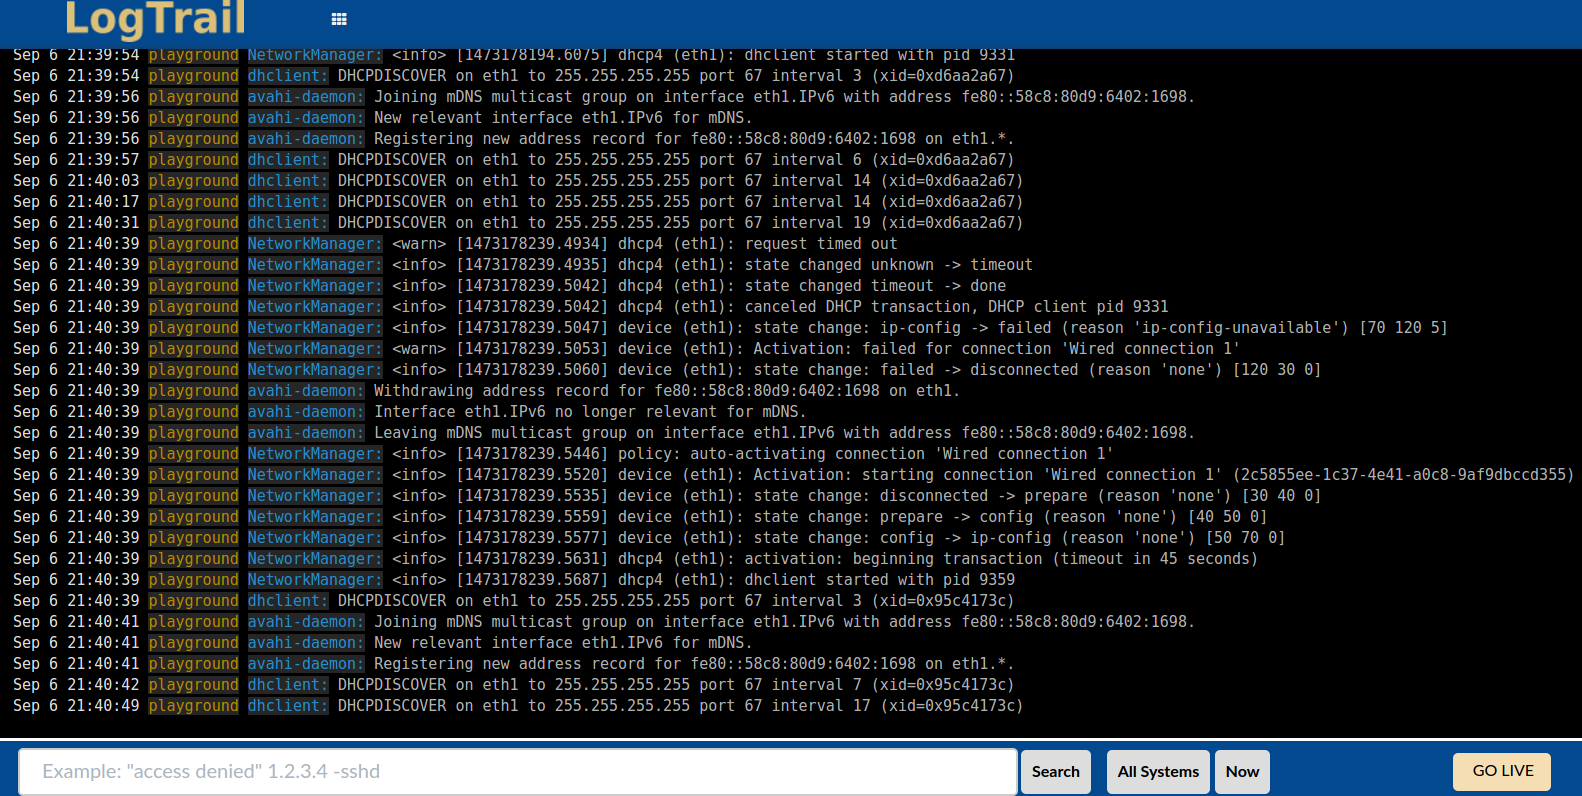 LogTrail
Sep 6 21:39:54 playground NetworkManager: <info> [1473178194.6075] dhcp4 (eth1): dhclient started with pid 9331
Sep 6 21:39:54 playground dhclient: DHCPDISCOVER on eth1 to 255.255.255.255 port 67 interval 3 (xid=0xd6aa2a67)
Sep 6 21:39:56 playground avahi-daemon: Joining mDNS multicast group on interface eth1.IPv6 with address fe80::58c8:80d9:6402:1698.
Sep 6 21:39:56 playground avahi-daemon: New relevant interface eth1.IPv6 for mDNS.
Sep 6 21:39:56 playground avahi-daemon: Registering new address record for fe80::58c8:80d9:6402:1698 on eth1.*.
Sep 6 21:39:57 playground dhclient: DHCPDISCOVER on eth1 to 255.255.255.255 port 67 interval 6 (xid=0xd6aa2a67)
Sep 6 21:40:03 playground dhclient: DHCPDISCOVER on eth1 to 255.255.255.255 port 67 interval 14 (xid=0xd6aa2a67)
Sep 6 21:40:17 playground dhclient: DHCPDISCOVER on eth1 to 255.255.255.255 port 67 interval 14 (xid=0xd6aa2a67)
Sep 6 21:40:31 playground dhclient: DHCPDISCOVER on eth1 to 255.255.255.255 port 67 interval 19 (xid=0xd6aa2a67)
Sep 6 21:40:39 playground NetworkManager: <warn> [1473178239.4934] dhcp4 (eth1): request timed out
Sep 6 21:40:39 playground NetworkManager: <info> [1473178239.4935] dhcp4 (eth1): state changed unknown -> timeout
Sep 6 21:40:39 playground NetworkManager: <info> [1473178239.5042] dhcp4 (eth1): state changed timeout -> done
Sep 6 21:40:39 playground NetworkManager: <info> [1473178239.5042] dhcp4 (eth1): canceled DHCP transaction, DHCP client pid 9331
Sep 6 21:40:39 playground NetworkManager: <info> [1473178239.5047] device (eth1): state change: ip-config -> failed (reason 'ip-config-unavailable') [70 120 5]
Sep 6 21:40:39 playground NetworkManager: <warn> [1473178239.5053] device (eth1): Activation: failed for connection 'Wired connection 1'
Sep 6 21:40:39 playground NetworkManager: <info> [1473178239.5060] device (eth1): state change: failed -> disconnected (reason 'none') [120 30 0]
Sep 6 21:40:39 playground avahi-daemon: Withdrawing address record for fe80::58c8:80d9:6402:1698 on eth1.
Sep 6 21:40:39 playground avahi-daemon: Interface eth1.IPv6 no longer relevant for mDNS.
Sep 6 21:40:39 playground avahi-daemon: Leaving mDNS multicast group on interface eth1.IPv6 with address fe80::58c8:80d9:6402:1698.
Sep 6 21:40:39 playground NetworkManager: <info> [1473178239.5446] policy: auto-activating connection 'Wired connection 1'
Sep 6 21:40:39 playground NetworkManager: <info> [1473178239.5520] device (eth1): Activation: starting connection 'Wired connection 1' (2c5855ee-1c37-4e41-a0c8-9af9dbccd355)
Sep 6 21:40:39 playground NetworkManager: <info> [1473178239.5535] device (eth1): state change: disconnected -> prepare (reason 'none') [30 40 0]
Sep 6 21:40:39 playground NetworkManager: <info> [1473178239.5559] device (eth1): state change: prepare -> config (reason 'none') [40 50 0]
Sep 6 21:40:39 playground NetworkManager: <info> [1473178239.5577] device (eth1): state change: config -> ip-config (reason 'none') [50 70 0]
Sep 6 21:40:39 playground NetworkManager: <info> [1473178239.5631] dhcp4 (eth1): activation: beginning transaction (timeout in 45 seconds)
Sep 6 21:40:39 playground NetworkManager: <info> [1473178239.5687] dhcp4 (eth1): dhclient started with pid 9359
Sep 6 21:40:39 playground dhclient: DHCPDISCOVER on eth1 to 255.255.255.255 port 67 interval 3 (xid=0x95c4173c)
Sep 6 21:40:41 playground avahi-daemon: Joining mDNS multicast group on interface eth1.IPv6 with address fe80::58c8:80d9:6402:1698.
Sep 6 21:40:41 playground avahi-daemon: New relevant interface eth1.IPv6 for mDNS.
Sep 6 21:40:41 playground avahi-daemon: Registering new address record for fe80::58c8:80d9:6402:1698 on eth1.*.
Sep 6 21:40:42 playground dhclient: DHCPDISCOVER on eth1 to 255.255.255.255 port 67 interval 7 (xid=0x95c4173c)
Sep 6 21:40:49 playground dhclient: DHCPDISCOVER on eth1 to 255.255.255.255 port 67 interval 17 (xid=0x95c4173c)
Example: "access denied" 1.2.3.4 -sshd Search All Systems Now GO LIVE